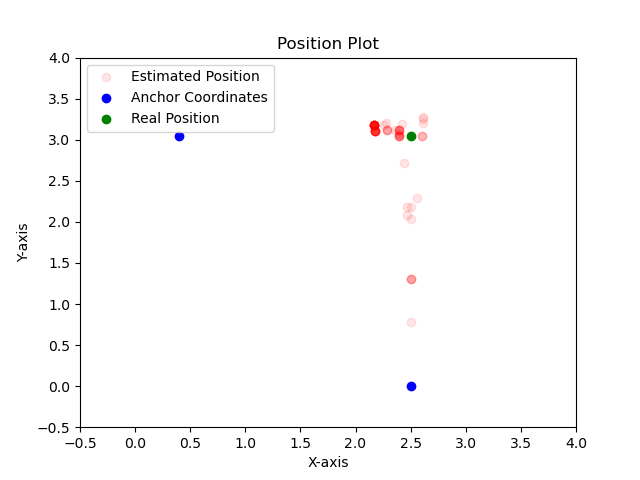 Position Plot
4.0
3.5
3.0
2.5
2.0
1.5
1.0
0.5
0.0
−0.5
Y-axis
Estimated Position
Anchor Coordinates
Real Position
−0.5 0.0 0.5 1.0 1.5 2.0 2.5 3.0 3.5 4.0
X-axis